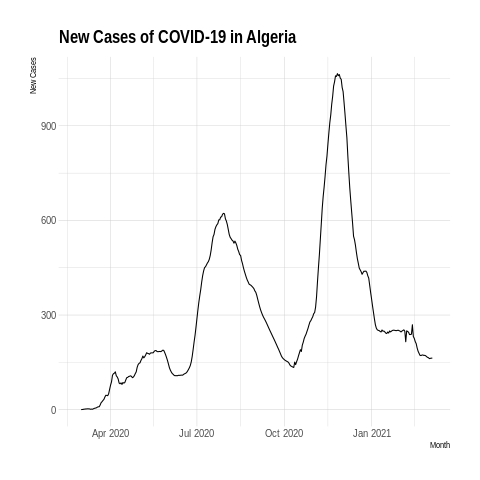 New Cases of COVID-19 in Algeria
New Cases
900
600
300
0
Apr 2020
Jul 2020
Oct 2020
Jan 2021
Month